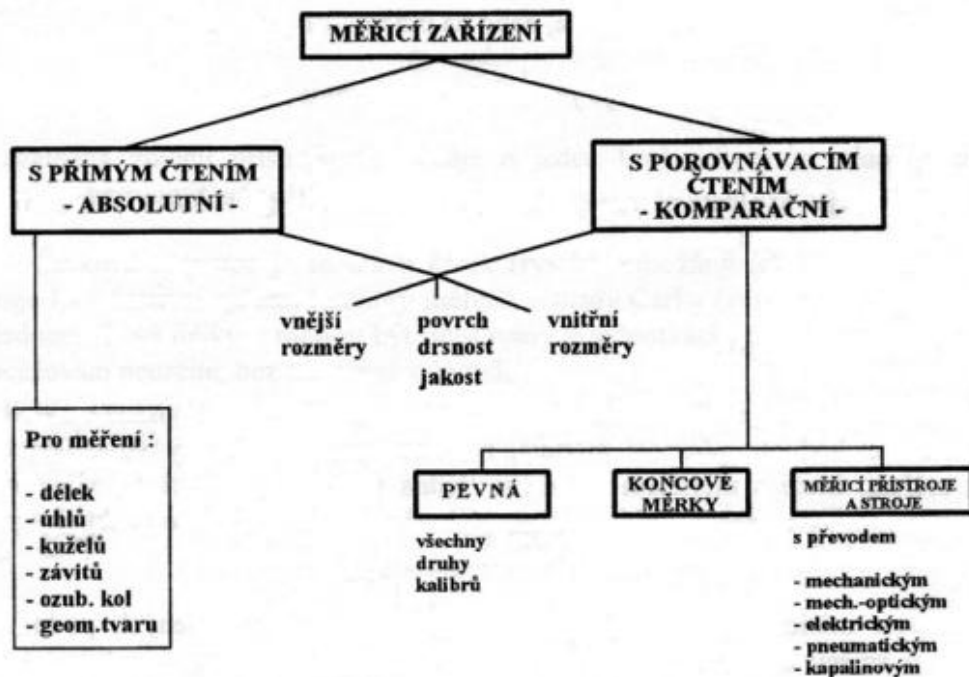 MĚŘICÍ ZAŘÍZENÍ
S PŘÍMÝM ČTENÍM
- ABSOLUTNÍ -
S POROVNÁVACÍM
ČTENÍM
- KOMPARAČNÍ -
vnější
rozměry
povrch
drsnost
jakost
vnitřní
rozměry
Pro měření :
- délek
- úhlů
- kuželů
- závitů
- ozub. kol
- geom.tvaru
PEVNÁ
všechny
druhy
kalibrů
KONCOVÉ
MĚRKY
MĚŘICÍ PŘÍSTROJE
A STROJE
s převodem
- mechanickým
- mech.-optickým
- elektrickým
- pneumatickým
- kapalinovým